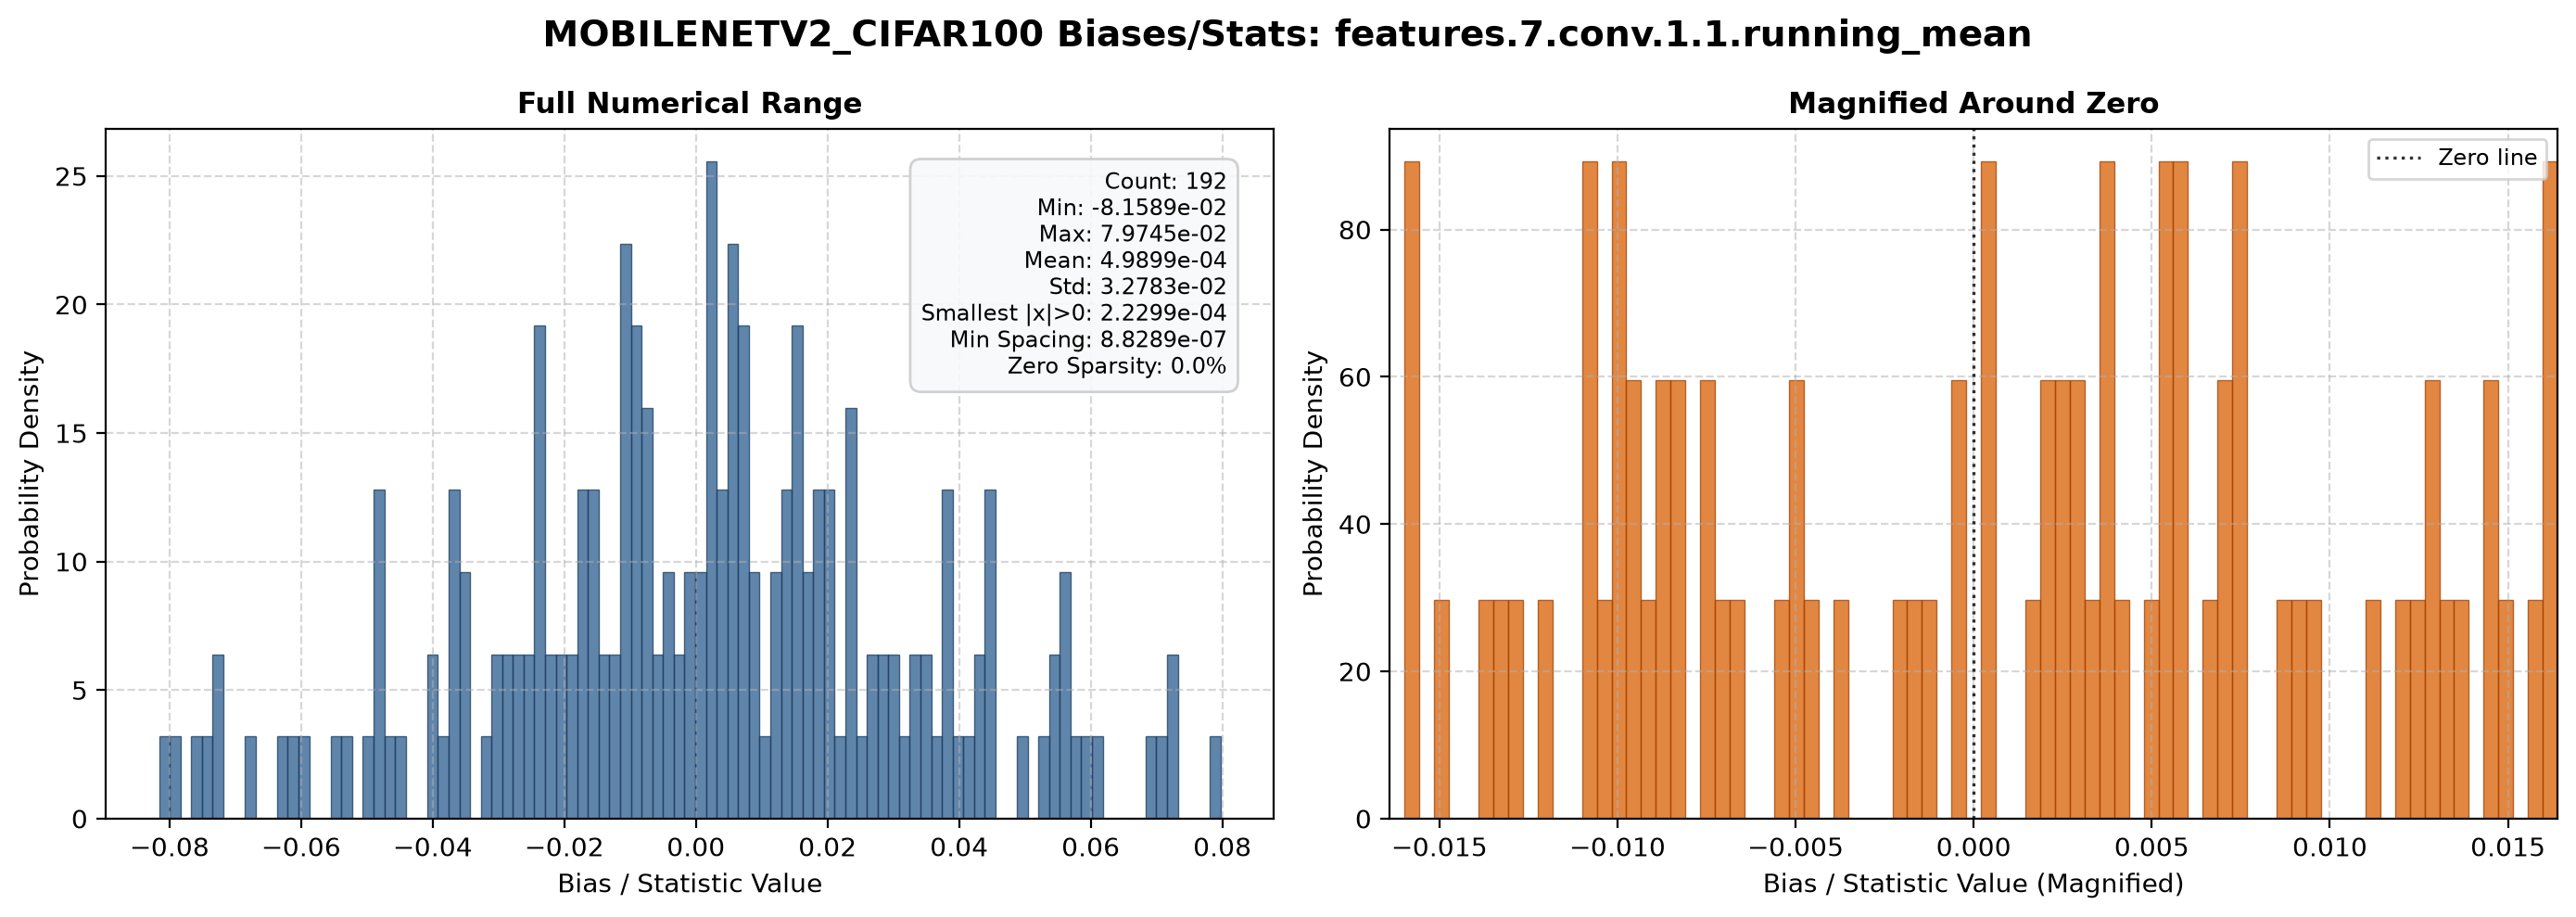 MOBILENETV2_CIFAR100 Biases/Stats: features.7.conv.1.1.running_mean
Full Numerical Range
Probability Density
25
20
15
10
5
0
Count: 192
Min: -8.1589e-02
Max: 7.9745e-02
Mean: 4.9899e-04
Std: 3.2783e-02
Smallest |x|>0: 2.2299e-04
Min Spacing: 8.8289e-07
Zero Sparsity: 0.0%
−0.08 −0.06 −0.04 −0.02 0.00 0.02 0.04 0.06 0.08
Bias / Statistic Value
Magnified Around Zero
Probability Density
80
60
40
20
0
Zero line
−0.015 −0.010 −0.005 0.000 0.005 0.010 0.015
Bias / Statistic Value (Magnified)